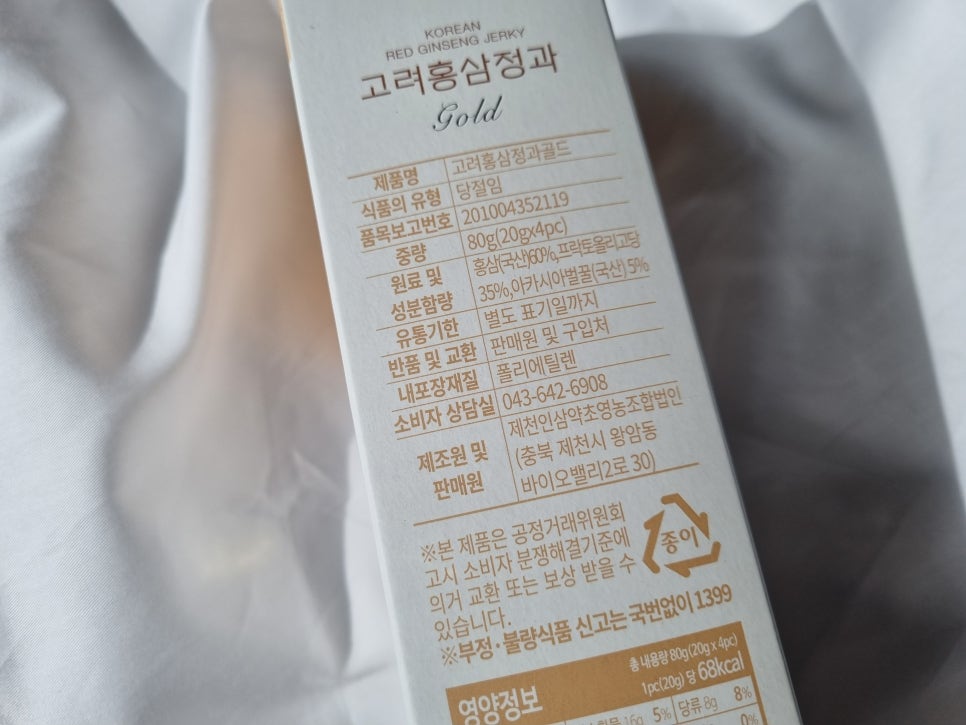 KOREAN
RED GINSENG JERKY
고려홍삼정과
Gold
제품명 고려홍삼정과골드
식품의 유형 당절임
품목보고번호 201004352119
중량 80g(20gx4pc)
원료 및 홍삼(국산)60%,프락토올리고당
성분함량 35%,아카시아벌꿀(국산) 5%
유통기한 별도 표기일까지
반품 및 교환 판매원 및 구입처
내포장재질 폴리에틸렌
소비자 상담실 043-642-6908
제조원 및 제천인삼약초영농조합법인
판매원 (충북 제천시 왕암동
바이오밸리2로 30)
※본 제품은 공정거래위원회
고시 소비자 분쟁해결기준에
의거 교환 또는 보상 받을 수
있습니다.
종이
※부정·불량식품 신고는 국번없이 1399
영양정보
총 내용량 80g(20g x 4pc)
1pc(20g) 당 68kcal
16g 5% 당류 8g 8%
0%